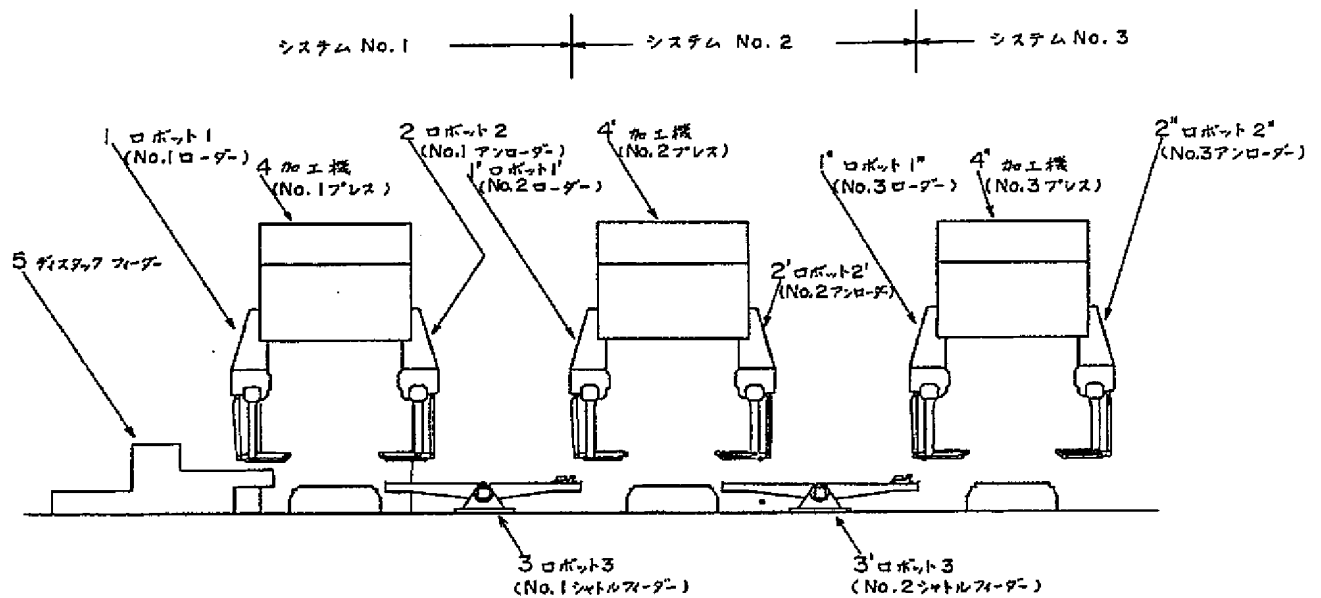 システム No.1
システム No.2
システム No.3
1 ロボット1
(No.1ローダー)
4 加工機
(No.1プレス)
2 ロボット2
(No.1 アンローダー)
1' ロボット1'
(No.2ローダー)
4' 加工機
(No.2プレス)
2' ロボット2'
(No.2アンローダ)
1" ロボット1"
(No.3ローダー)
4" 加工機
(No.3プレス)
2" ロボット2"
(No.3アンローダー)
5 ディスタック フィーダー
3 ロボット3
(No.1シャトルフィーダー)
3' ロボット3
(No.2シャトルフィーダー)